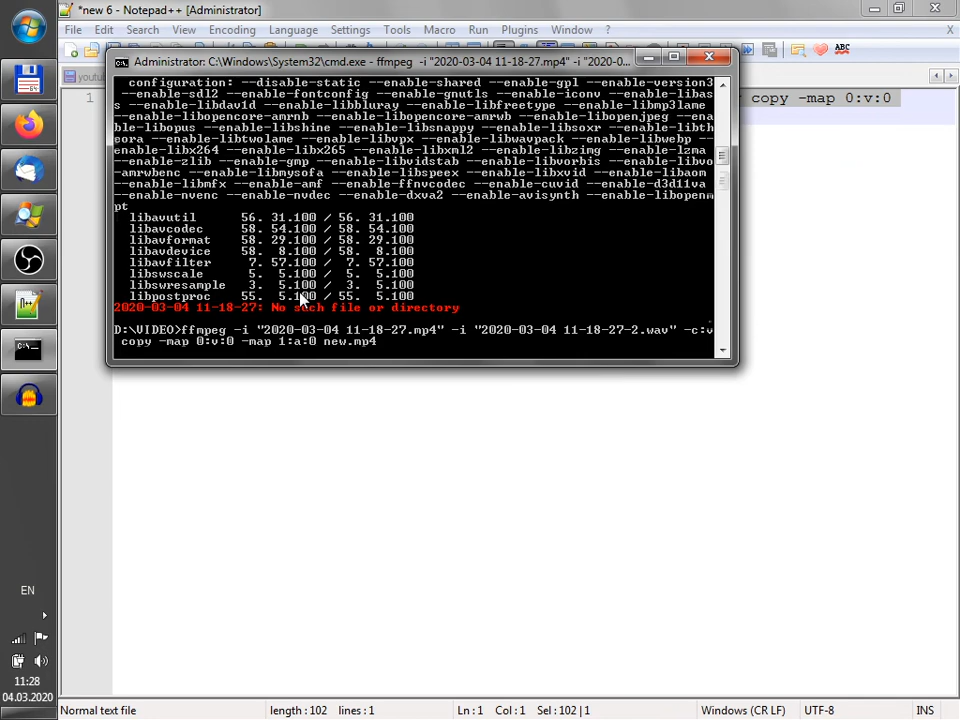 *new 6 - Notepad++ [Administrator]
File Edit Search View Encoding Language Settings Tools Macro Run Plugins Window ? X
ABC
youtu
1 copy -map 0:v:0
Administrator: C:\Windows\System32\cmd.exe - ffmpeg -i "2020-03-04 11-18-27.mp4" -i "2020-0...
configuration: --disable-static --enable-shared --enable-gpl --enable-version3
--enable-sdl2 --enable-fontconfig --enable-gnutls --enable-iconv --enable-libas
s --enable-libdav1d --enable-libbluray --enable-libfreetype --enable-libmp3lame
--enable-libopencore-amrnb --enable-libopencore-amrwb --enable-libopenjpeg --ena
ble-libopus --enable-libshine --enable-libsnappy --enable-libsoxr --enable-libth
eora --enable-libtwolame --enable-libvpx --enable-libwavpack --enable-libwebp --
enable-libx264 --enable-libx265 --enable-libxml2 --enable-libzimg --enable-lzma
--enable-zlib --enable-gmp --enable-libvidstab --enable-libvorbis --enable-libvo
-amrwbenc --enable-libmysofa --enable-libspeex --enable-libxvid --enable-libaom
--enable-libmfx --enable-amf --enable-ffnvcodec --enable-cuvid --enable-d3d11va
--enable-nvenc --enable-nvdec --enable-dxva2 --enable-avisynth --enable-libopenm
pt
libavutil 56. 31.100 / 56. 31.100
libavcodec 58. 54.100 / 58. 54.100
libavformat 58. 29.100 / 58. 29.100
libavdevice 58. 8.100 / 58. 8.100
libavfilter 7. 57.100 / 7. 57.100
libswscale 5. 5.100 / 5. 5.100
libswresample 3. 5.100 / 3. 5.100
libpostproc 55. 5.100 / 55. 5.100
2020-03-04 11-18-27: No such file or directory
D:\VIDEO>ffmpeg -i "2020-03-04 11-18-27.mp4" -i "2020-03-04 11-18-27-2.wav" -c:v
copy -map 0:v:0 -map 1:a:0 new.mp4
EN
11:28
04.03.2020
Normal text file length : 102 lines : 1 Ln : 1 Col : 1 Sel : 102 | 1 Windows (CR LF) UTF-8 INS